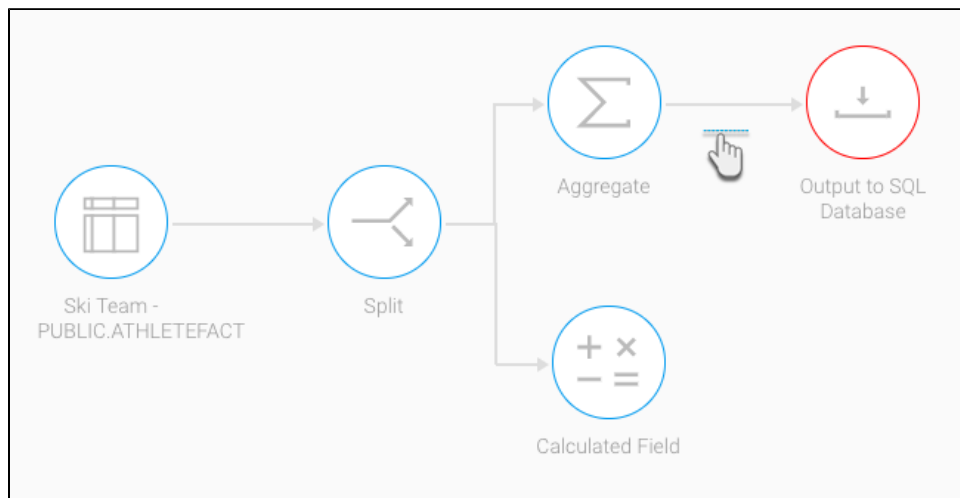 Ski Team -
PUBLIC.ATHLETEFACT
Split
Aggregate
Output to SQL
Database
Calculated Field